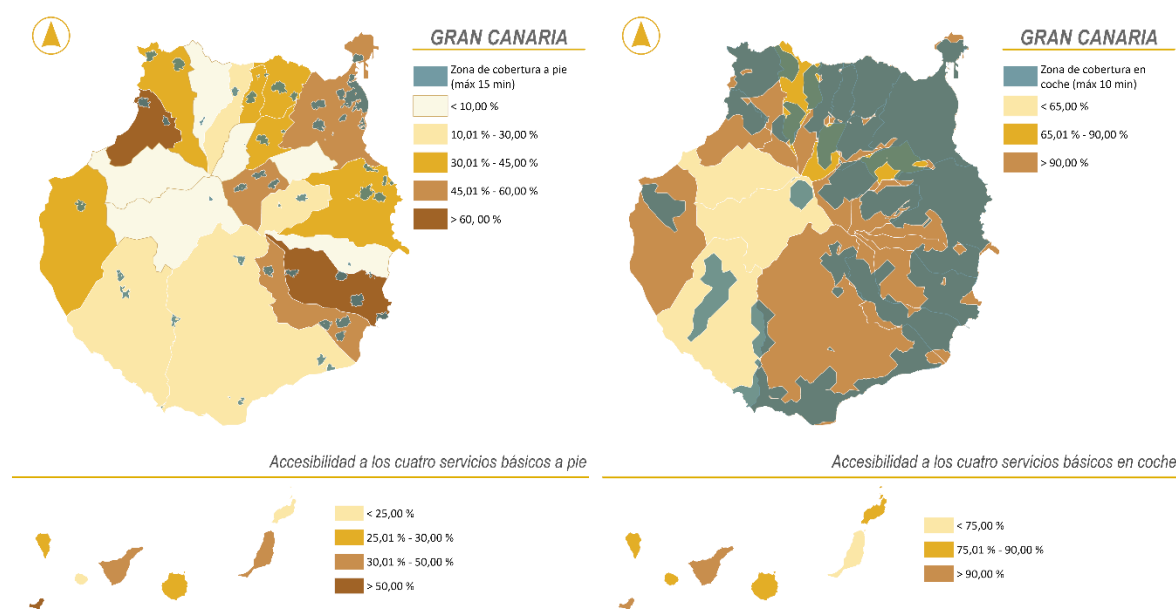 GRAN CANARIA
Zona de cobertura a pie
(máx 15 min)
< 10,00 %
10,01 % - 30,00 %
30,01 % - 45,00 %
45,01 % - 60,00 %
> 60, 00 %
Accesibilidad a los cuatro servicios básicos a pie
< 25,00 %
25,01 % - 30,00 %
30,01 % - 50,00 %
> 50,00 %
GRAN CANARIA
Zona de cobertura en
coche (máx 10 min)
< 65,00 %
65,01 % - 90,00 %
> 90,00 %
Accesibilidad a los cuatro servicios básicos en coche
< 75,00 %
75,01 % - 90,00 %
> 90,00 %